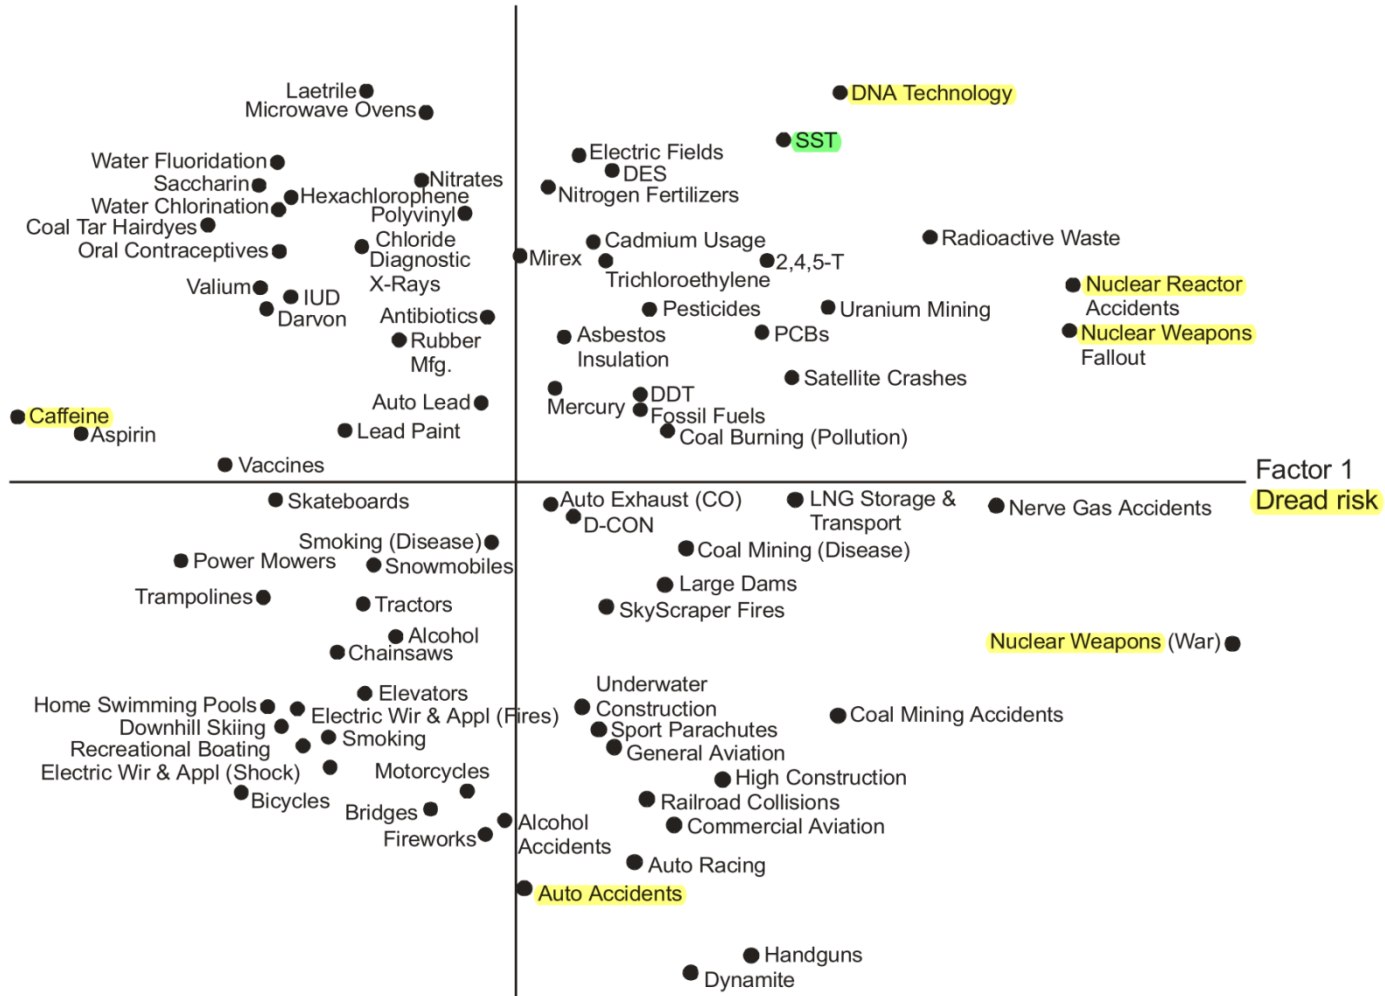 Laetrile
DNA Technology
Microwave Ovens
SST
Electric Fields
Water Fluoridation
DES
Nitrates
Saccharin
Nitrogen Fertilizers
Hexachlorophene
Water Chlorination
Polyvinyl
Coal Tar Hairdyes
Chloride
Cadmium Usage
Radioactive Waste
Oral Contraceptives
Diagnostic
Mirex
2,4,5-T
X-Rays
Trichloroethylene
Nuclear Reactor
Accidents
Valium
IUD
Darvon
Antibiotics
Pesticides
Uranium Mining
Nuclear Weapons
Fallout
Rubber
Mfg.
Asbestos
Insulation
PCBs
Satellite Crashes
Auto Lead
Mercury
DDT
Fossil Fuels
Caffeine
Aspirin
Lead Paint
Coal Burning (Pollution)
Vaccines
Factor 1
Dread risk
Skateboards
Auto Exhaust (CO)
D-CON
LNG Storage &
Transport
Nerve Gas Accidents
Smoking (Disease)
Coal Mining (Disease)
Power Mowers
Snowmobiles
Large Dams
Trampolines
Tractors
SkyScraper Fires
Alcohol
Chainsaws
Nuclear Weapons (War)
Elevators
Underwater
Construction
Home Swimming Pools
Electric Wir & Appl (Fires)
Coal Mining Accidents
Downhill Skiing
Smoking
Sport Parachutes
Recreational Boating
General Aviation
Electric Wir & Appl (Shock)
Motorcycles
High Construction
Bicycles
Bridges
Railroad Collisions
Fireworks
Alcohol
Accidents
Commercial Aviation
Auto Racing
Auto Accidents
Handguns
Dynamite